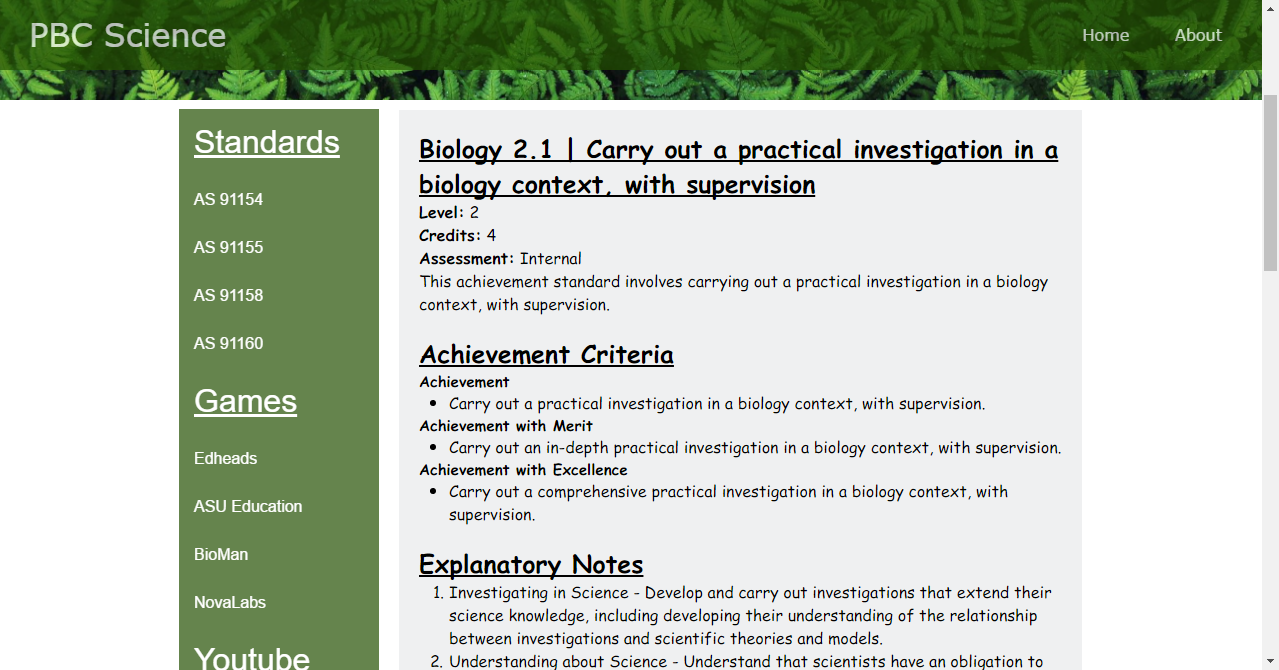 PBC Science
Home
About
Standards
AS 91154
AS 91155
AS 91158
AS 91160
Games
Edheads
ASU Education
BioMan
NovaLabs
Youtube
Biology 2.1 | Carry out a practical investigation in a
biology context, with supervision
Level: 2
Credits: 4
Assessment: Internal
This achievement standard involves carrying out a practical investigation in a biology
context, with supervision.
Achievement Criteria
Achievement
• Carry out a practical investigation in a biology context, with supervision.
Achievement with Merit
• Carry out an in-depth practical investigation in a biology context, with supervision.
Achievement with Excellence
• Carry out a comprehensive practical investigation in a biology context, with
supervision.
Explanatory Notes
1. Investigating in Science - Develop and carry out investigations that extend their
science knowledge, including developing their understanding of the relationship
between investigations and scientific theories and models.
2. Understanding about Science - Understand that scientists have an obligation to